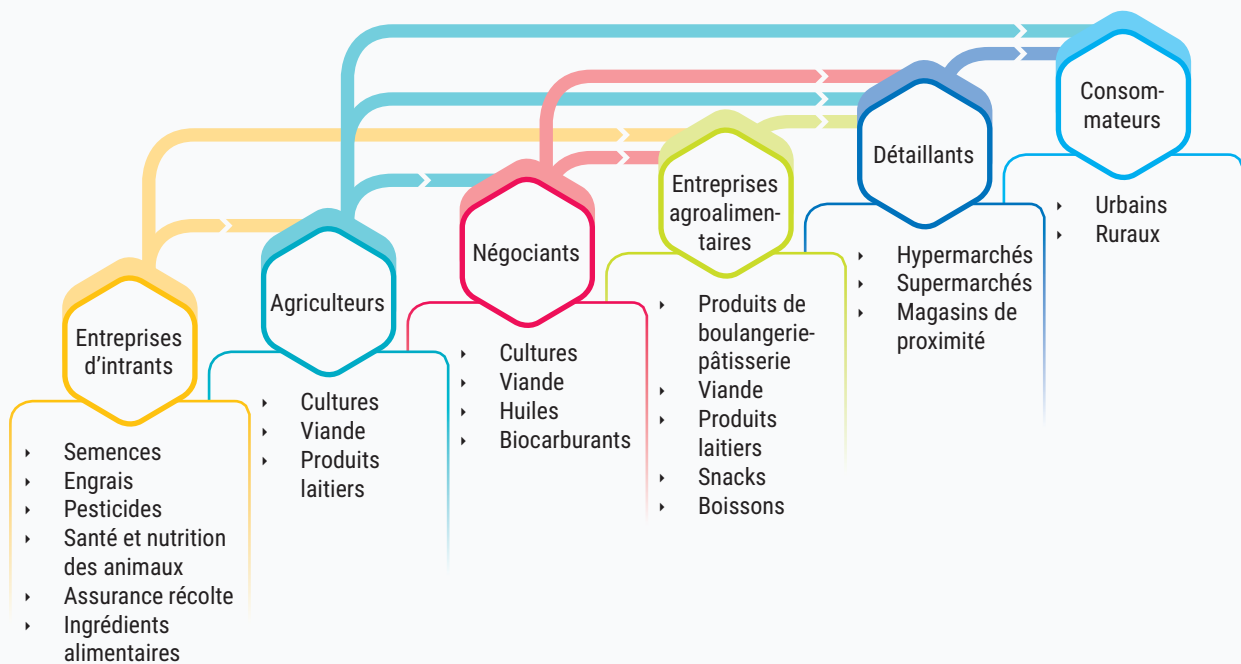 Entreprises
d’intrants
Semences
Engrais
Pesticides
Santé et nutrition
des animaux
Assurance récolte
Ingrédients
alimentaires
Agriculteurs
Cultures
Viande
Produits
laitiers
Négociants
Cultures
Viande
Huiles
Biocarburants
Entreprises
agroalimen-
taires
Produits de
boulangerie-
pâtisserie
Viande
Produits
laitiers
Snacks
Boissons
Détaillants
Hypermarchés
Supermarchés
Magasins de
proximité
Consom-
mateurs
Urbains
Ruraux